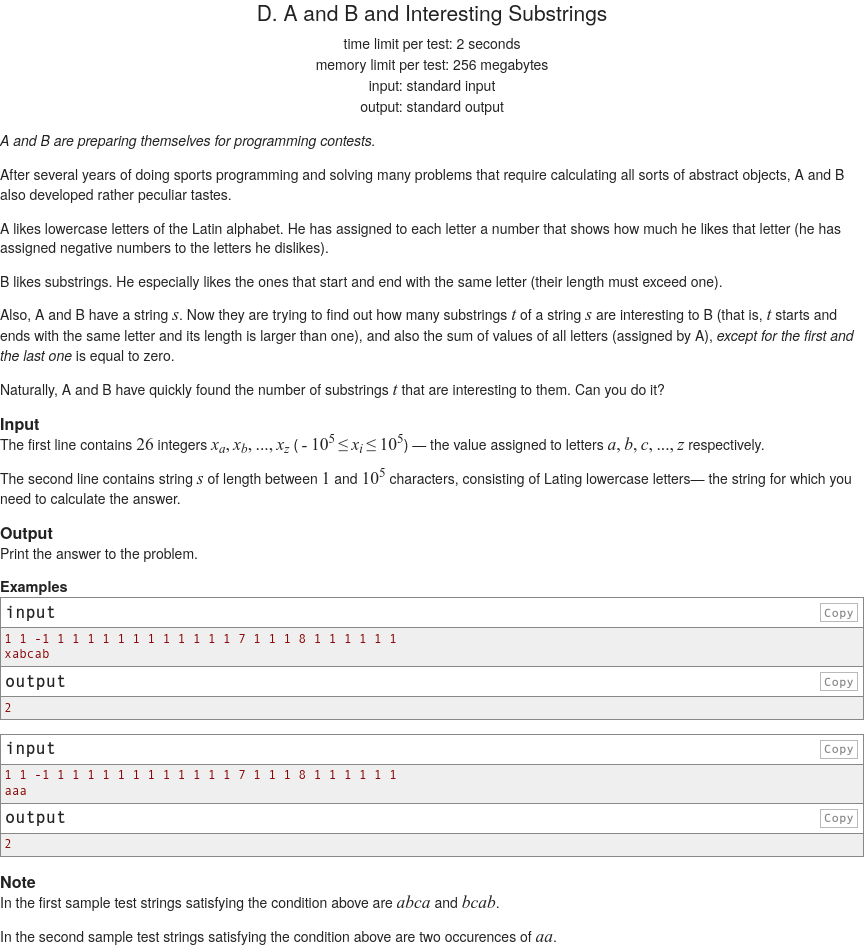 D. A and B and Interesting Substrings
time limit per test: 2 seconds
memory limit per test: 256 megabytes
input: standard input
output: standard output
A and B are preparing themselves for programming contests.
After several years of doing sports programming and solving many problems that require calculating all sorts of abstract objects, A and B
also developed rather peculiar tastes.
A likes lowercase letters of the Latin alphabet. He has assigned to each letter a number that shows how much he likes that letter (he has
assigned negative numbers to the letters he dislikes).
B likes substrings. He especially likes the ones that start and end with the same letter (their length must exceed one).
Also, A and B have a string s. Now they are trying to find out how many substrings t of a string s are interesting to B (that is, t starts and
ends with the same letter and its length is larger than one), and also the sum of values of all letters (assigned by A), except for the first and
the last one is equal to zero.
Naturally, A and B have quickly found the number of substrings t that are interesting to them. Can you do it?
Input
The first line contains 26 integers x_a, x_b, ..., x_z ( - 10^5 ≤ x_i ≤ 10^5) — the value assigned to letters a, b, c, ..., z respectively.
The second line contains string s of length between 1 and 10^5 characters, consisting of Lating lowercase letters— the string for which you
need to calculate the answer.
Output
Print the answer to the problem.
Examples
input Copy
1 1 -1 1 1 1 1 1 1 1 1 1 1 1 1 7 1 1 1 8 1 1 1 1 1 1
xabcab
output Copy
2
input Copy
1 1 -1 1 1 1 1 1 1 1 1 1 1 1 1 7 1 1 1 8 1 1 1 1 1 1
aaa
output Copy
2
Note
In the first sample test strings satisfying the condition above are abca and bcab.
In the second sample test strings satisfying the condition above are two occurences of aa.